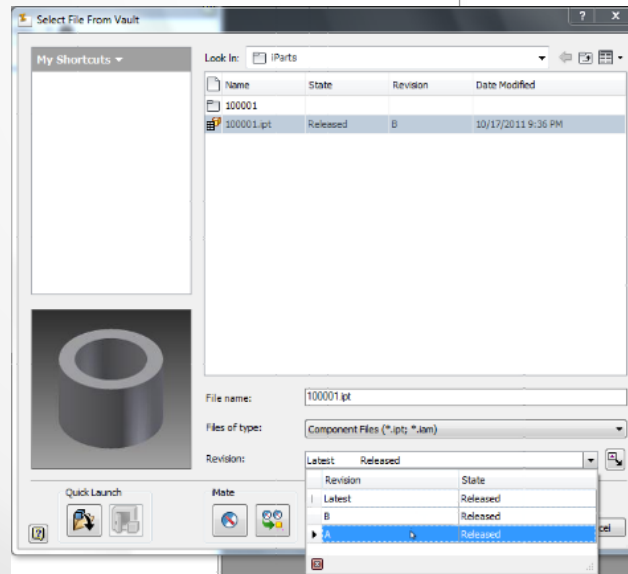 Select File From Vault
My Shortcuts
Look In: iParts
Name State Revision Date Modified
100001
100001.ipt Released B 10/17/2011 9:36 PM
File name: 100001.ipt
Files of type: Component Files (*.ipt; *.iam)
Revision: Latest Released
Revision State
Latest Released
B Released
A Released
Quick Launch
Mate